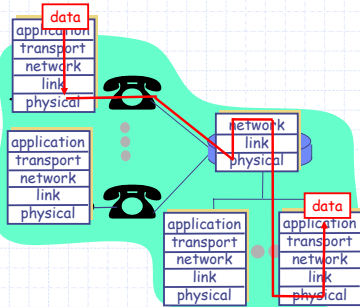 data
application
transport
network
link
physical
application
transport
network
link
physical
network
link
physical
application
transport
network
link
physical
data
application
transport
network
link
physical